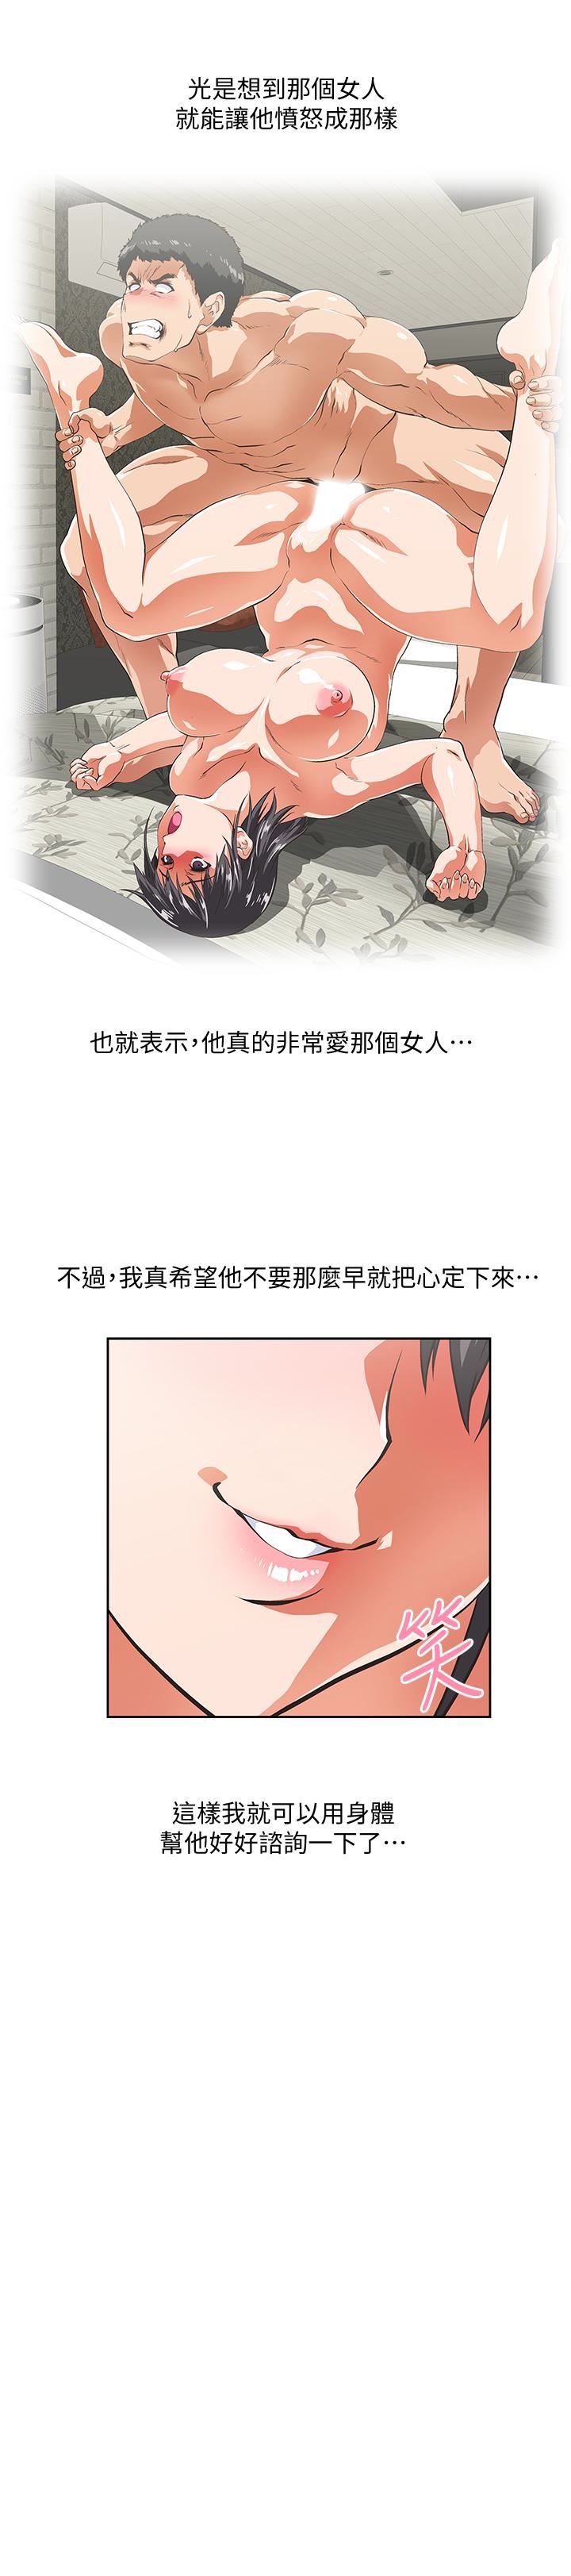 光是想到那個女人
就能讓他憤怒成那樣
也就表示，他真的非常愛那個女人…
不過，我真希望他不要那麼早就把心定下來…
笑
這樣我就可以用身體
幫他好好諮詢一下了…